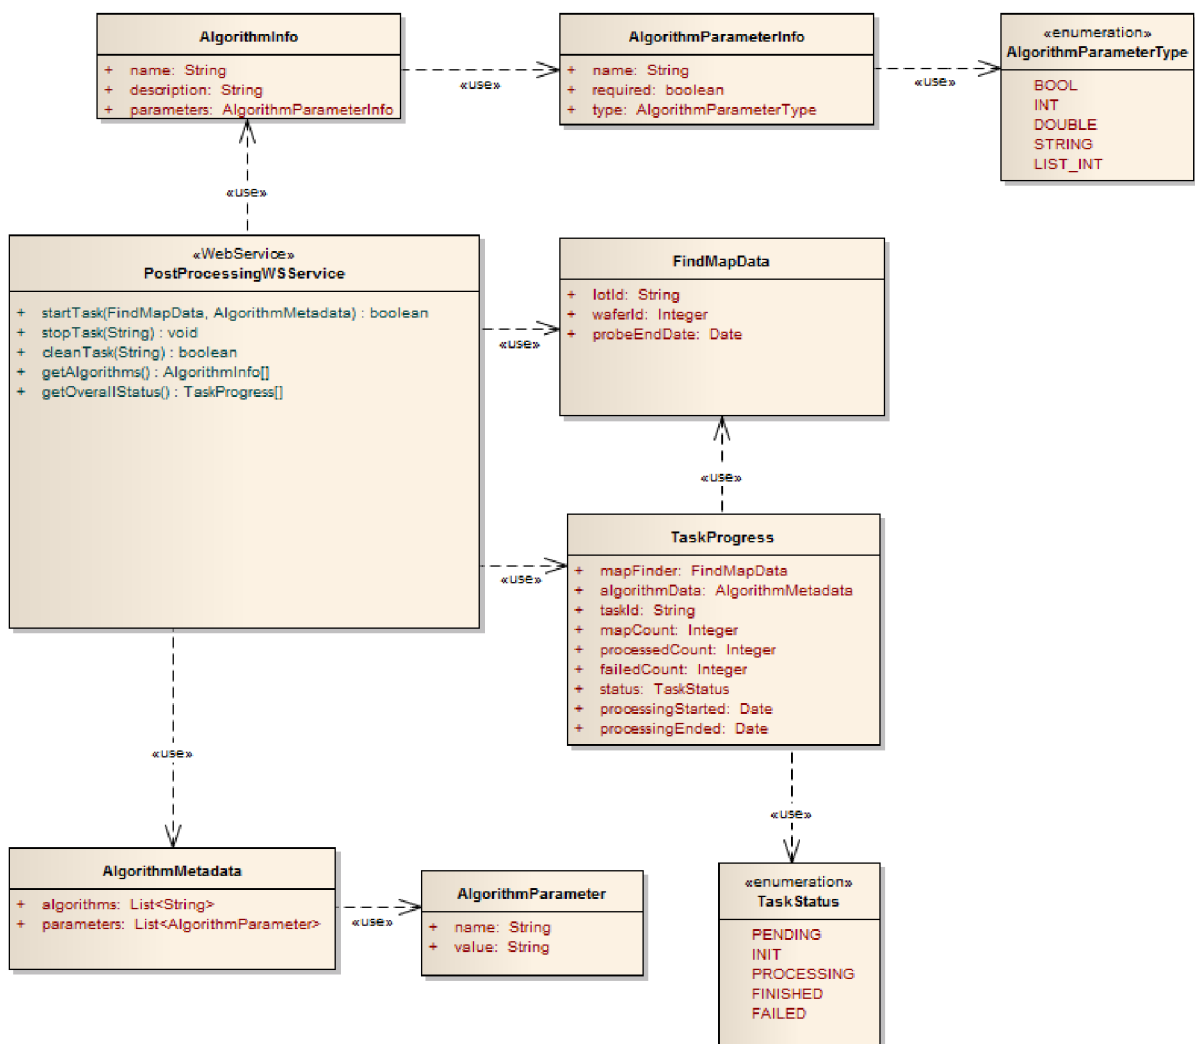 AlgorithmInfo
+ name: String
+ description: String
+ parameters: AlgorithmParameterInfo
«use»
AlgorithmParameterInfo
+ name: String
+ required: boolean
+ type: AlgorithmParameterType
«use»
«enumeration»
AlgorithmParameterType
BOOL
INT
DOUBLE
STRING
LIST_INT
«use»
«WebService»
PostProcessingWSService
+ startTask(FindMapData, AlgorithmMetadata) : boolean
+ stopTask(String) : void
+ cleanTask(String) : boolean
+ getAlgorithms() : AlgorithmInfo[]
+ getOverallStatus() : TaskProgress[]
«use»
FindMapData
+ lotId: String
+ waferId: Integer
+ probeEndDate: Date
«use»
«use»
TaskProgress
+ mapFinder: FindMapData
+ algorithmData: AlgorithmMetadata
+ taskId: String
+ mapCount: Integer
+ processedCount: Integer
+ failedCount: Integer
+ status: TaskStatus
+ processingStarted: Date
+ processingEnded: Date
«use»
«use»
AlgorithmMetadata
+ algorithms: List<String>
+ parameters: List<AlgorithmParameter>
«use»
AlgorithmParameter
+ name: String
+ value: String
«enumeration»
TaskStatus
PENDING
INIT
PROCESSING
FINISHED
FAILED